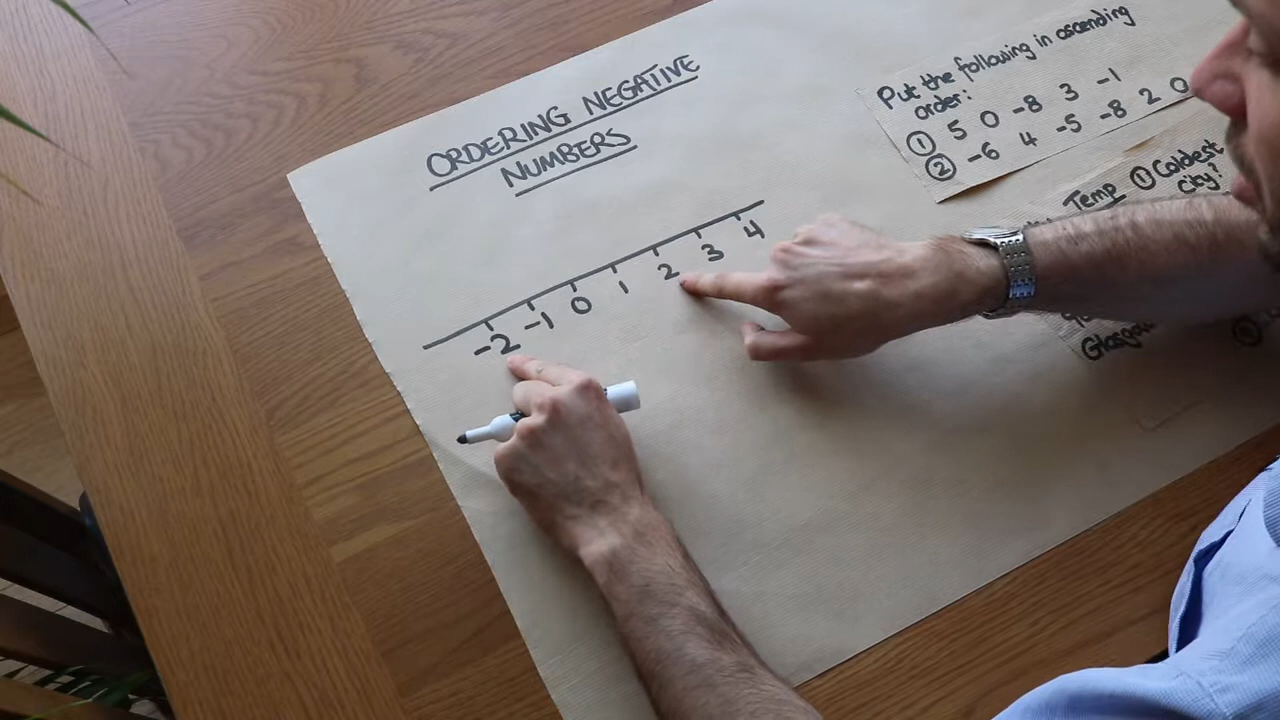 ORDERING NEGATIVE
NUMBERS
-2 -1 0 1 2 3 4
Put the following in ascending
order:
① 5 0 -8 3 -1
② -6 4 -5 -8 2 0
Temp ① Coldest
city?